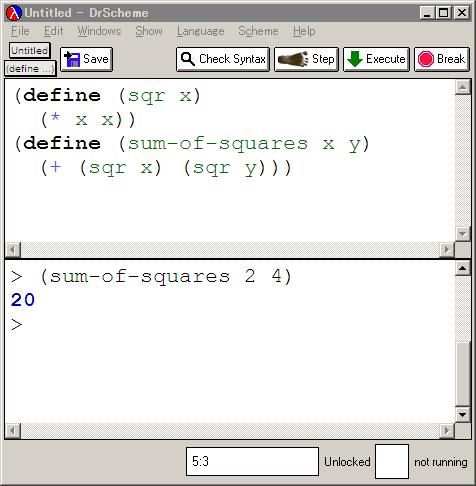 Untitled - DrScheme
File Edit Windows Show Language Scheme Help
Untitled
(define ...)
Save
Check Syntax
Step
Execute
Break
(define (sqr x)
(* x x))
(define (sum-of-squares x y)
(+ (sqr x) (sqr y)))
> (sum-of-squares 2 4)
20
>
5:3
Unlocked
not running